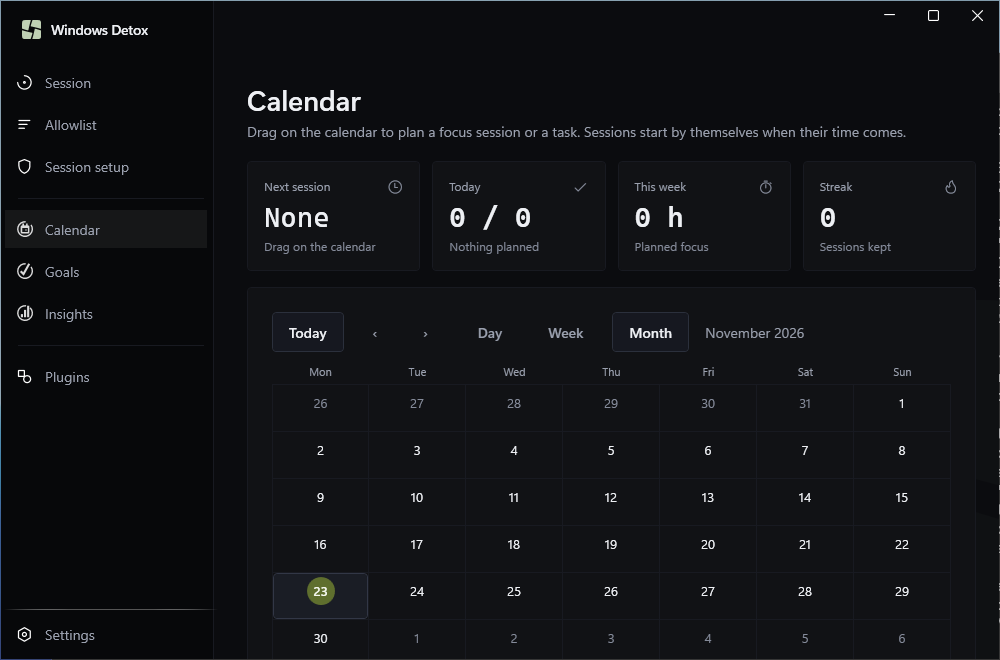 Windows Detox
Session
Allowlist
Session setup
Calendar
Goals
Insights
Plugins
Settings
Calendar
Drag on the calendar to plan a focus session or a task. Sessions start by themselves when their time comes.
Next session
None
Drag on the calendar
Today
0 / 0
Nothing planned
This week
0 h
Planned focus
Streak
0
Sessions kept
Today ‹ › Day Week Month November 2026
Mon Tue Wed Thu Fri Sat Sun
26 27 28 29 30 31 1
2 3 4 5 6 7 8
9 10 11 12 13 14 15
16 17 18 19 20 21 22
23 24 25 26 27 28 29
30 1 2 3 4 5 6